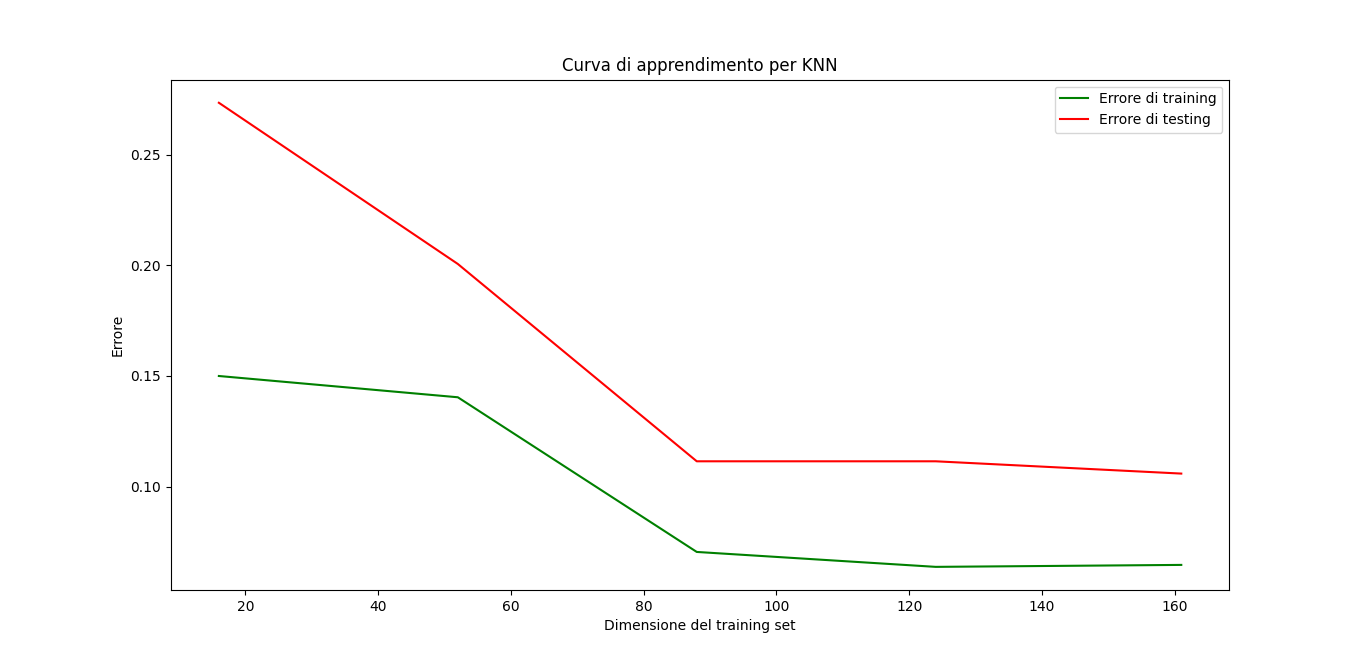 Curva di apprendimento per KNN
Errore di training
Errore di testing
0.25
0.20
0.15
0.10
Errore
20 40 60 80 100 120 140 160
Dimensione del training set